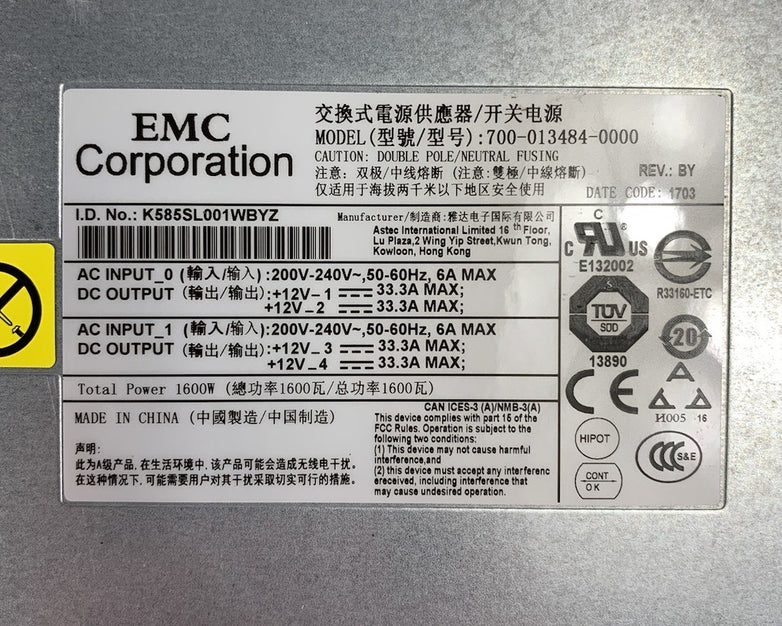 EMC
Corporation
交換式電源供應器/开关电源
MODEL(型號/型号):700-013484-0000
CAUTION: DOUBLE POLE/NEUTRAL FUSING
注意: 双极/中线熔断 (注意:雙極/中線熔斷)
仅适用于海拔两千米以下地区安全使用
REV.: BY
DATE CODE: 1703
I.D. No.: K585SL001WBYZ
Manufacturer/制造商:雅达电子国际有限公司
Astec International Limited 16 th Floor,
Lu Plaza,2 Wing Yip Street,Kwun Tong,
Kowloon, Hong Kong
AC INPUT_0 (輸入/输入) :200V-240V~,50-60Hz, 6A MAX
DC OUTPUT (輸出/输出):+12V_1 33.3A MAX;
+12V_2 33.3A MAX;
AC INPUT_1 (輸入/输入) :200V-240V~,50-60Hz, 6A MAX
DC OUTPUT (輸出/输出):+12V_3 33.3A MAX;
+12V_4 33.3A MAX;
Total Power 1600W (總功率1600瓦/总功率1600瓦)
MADE IN CHINA (中國製造/中国制造)
声明:
此为A级产品, 在生活环境中, 该产品可能会造成无线电干扰。
在这种情况下, 可能需要用户对其干扰采取切实可行的措施。
CAN ICES-3 (A)/NMB-3(A)
This device complies with part 15 of the
FCC Rules. Operation is subject to the
following two conditions:
(1) This device may not cause harmful
interference,and
(2) this device must accept any interferenc
ereceived, including interference that
may cause undesired operation.
C
C RU US
E132002
R33160-ETC
S
TÜV
SÜD
13890
20
CE
A
H005 16
HIPOT
CONT
OK
CCC S&E